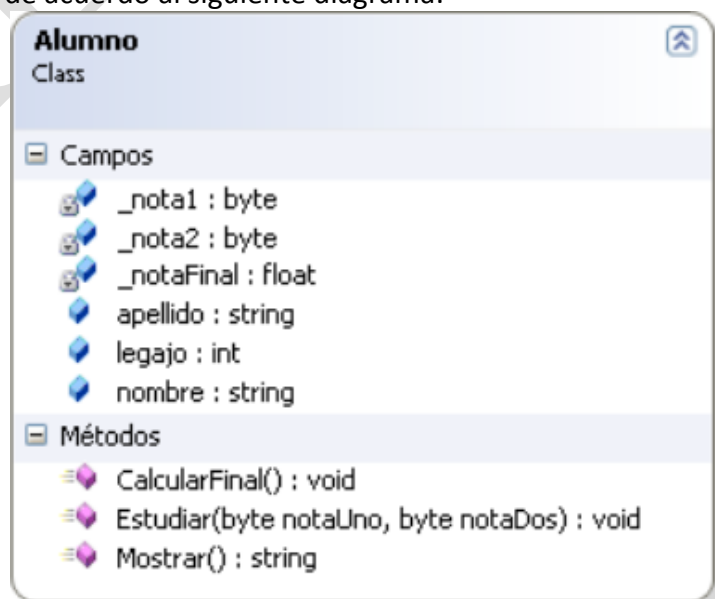 de acuerdo al siguiente diagrama:
Alumno
Class
Campos
_nota1 : byte
_nota2 : byte
_notaFinal : float
apellido : string
legajo : int
nombre : string
Métodos
CalcularFinal() : void
Estudiar(byte notaUno, byte notaDos) : void
Mostrar() : string